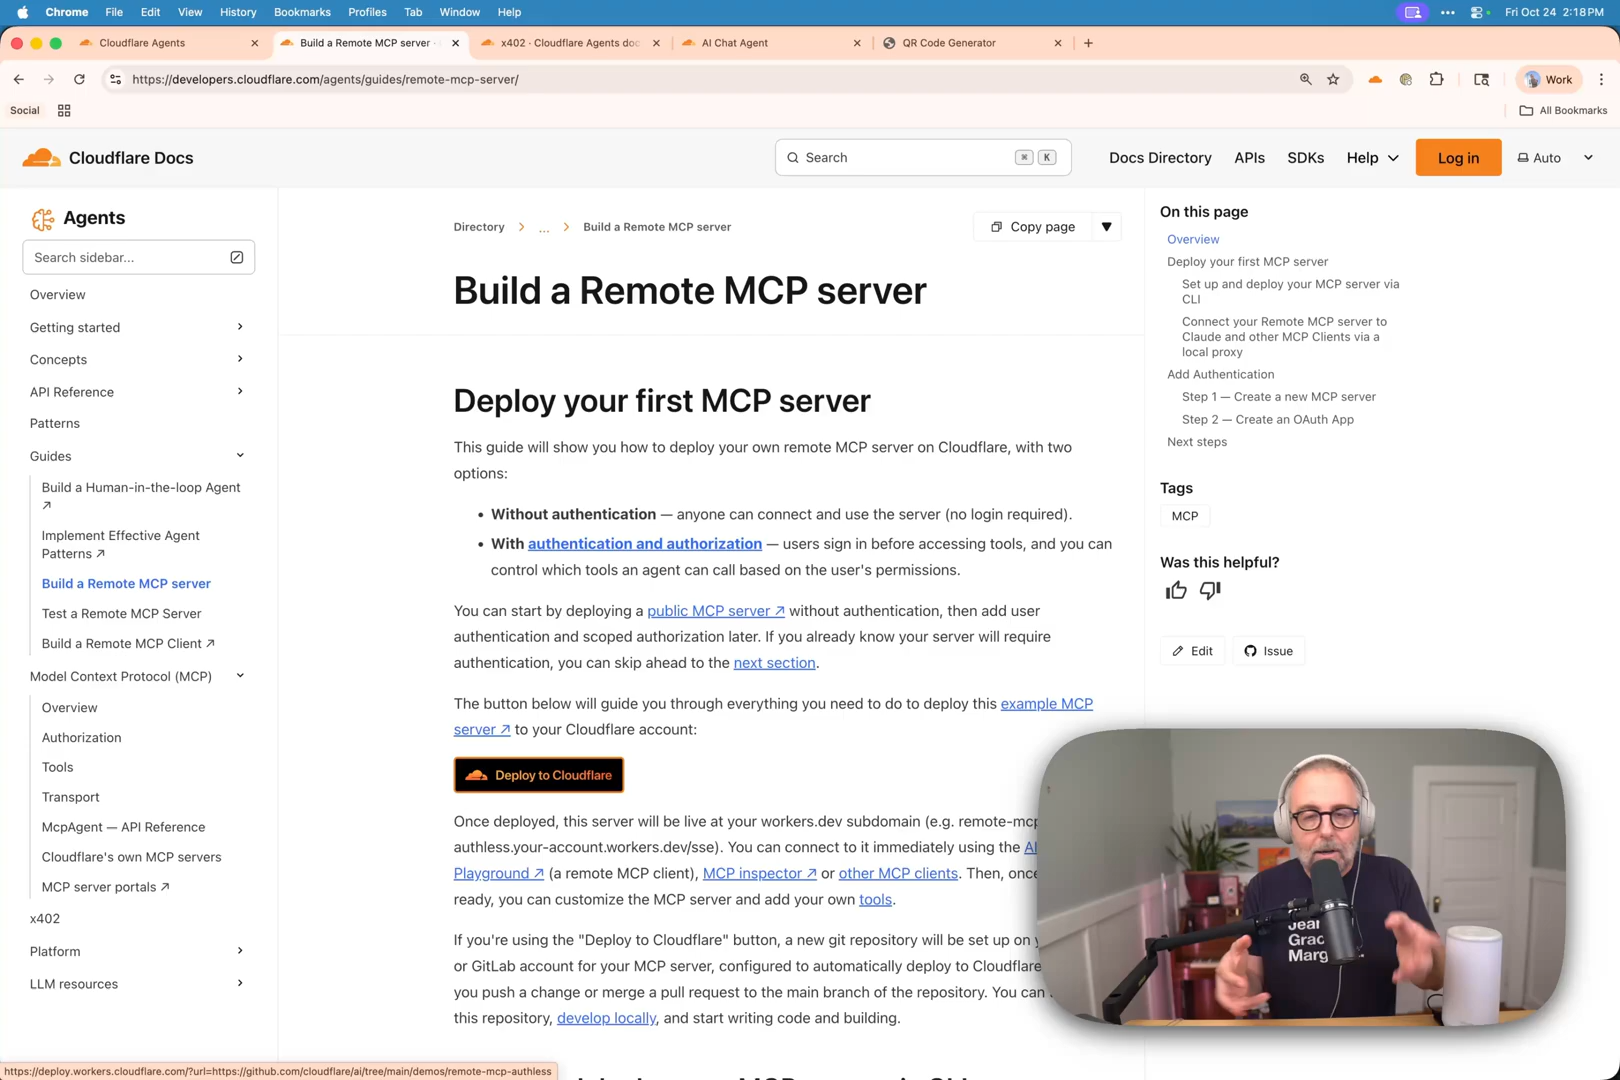 Chrome File Edit View History Bookmarks Profiles Tab Window Help Fri Oct 24 2:18 PM
Cloudflare Agents
Build a Remote MCP server ·
x402 · Cloudflare Agents doc
AI Chat Agent
QR Code Generator
https://developers.cloudflare.com/agents/guides/remote-mcp-server/
Work
Social
All Bookmarks
Cloudflare Docs
Search ⌘ K
Docs Directory APIs SDKs Help Log in Auto
Agents
Search sidebar...
Overview
Getting started
Concepts
API Reference
Patterns
Guides
Build a Human-in-the-loop Agent ↗
Implement Effective Agent
Patterns ↗
Build a Remote MCP server
Test a Remote MCP Server
Build a Remote MCP Client ↗
Model Context Protocol (MCP)
Overview
Authorization
Tools
Transport
McpAgent — API Reference
Cloudflare's own MCP servers
MCP server portals ↗
x402
Platform
LLM resources
Directory > ... > Build a Remote MCP server
Copy page
Build a Remote MCP server
Deploy your first MCP server
This guide will show you how to deploy your own remote MCP server on Cloudflare, with two
options:
• Without authentication — anyone can connect and use the server (no login required).
• With authentication and authorization — users sign in before accessing tools, and you can
control which tools an agent can call based on the user's permissions.
You can start by deploying a public MCP server ↗ without authentication, then add user
authentication and scoped authorization later. If you already know your server will require
authentication, you can skip ahead to the next section.
The button below will guide you through everything you need to do to deploy this example MCP
server ↗ to your Cloudflare account:
Deploy to Cloudflare
Once deployed, this server will be live at your workers.dev subdomain (e.g. remote-mcp
authless.your-account.workers.dev/sse). You can connect to it immediately using the AI
Playground ↗ (a remote MCP client), MCP inspector ↗ or other MCP clients. Then, once
ready, you can customize the MCP server and add your own tools.
If you're using the "Deploy to Cloudflare" button, a new git repository will be set up on
or GitLab account for your MCP server, configured to automatically deploy to Cloudflare
you push a change or merge a pull request to the main branch of the repository. You can
this repository, develop locally, and start writing code and building.
On this page
Overview
Deploy your first MCP server
Set up and deploy your MCP server via
CLI
Connect your Remote MCP server to
Claude and other MCP Clients via a
local proxy
Add Authentication
Step 1 — Create a new MCP server
Step 2 — Create an OAuth App
Next steps
Tags
MCP
Was this helpful?
Edit
Issue
Jear
Grac
Marg
https://deploy.workers.cloudflare.com/?url=https://github.com/cloudflare/ai/tree/main/demos/remote-mcp-authless